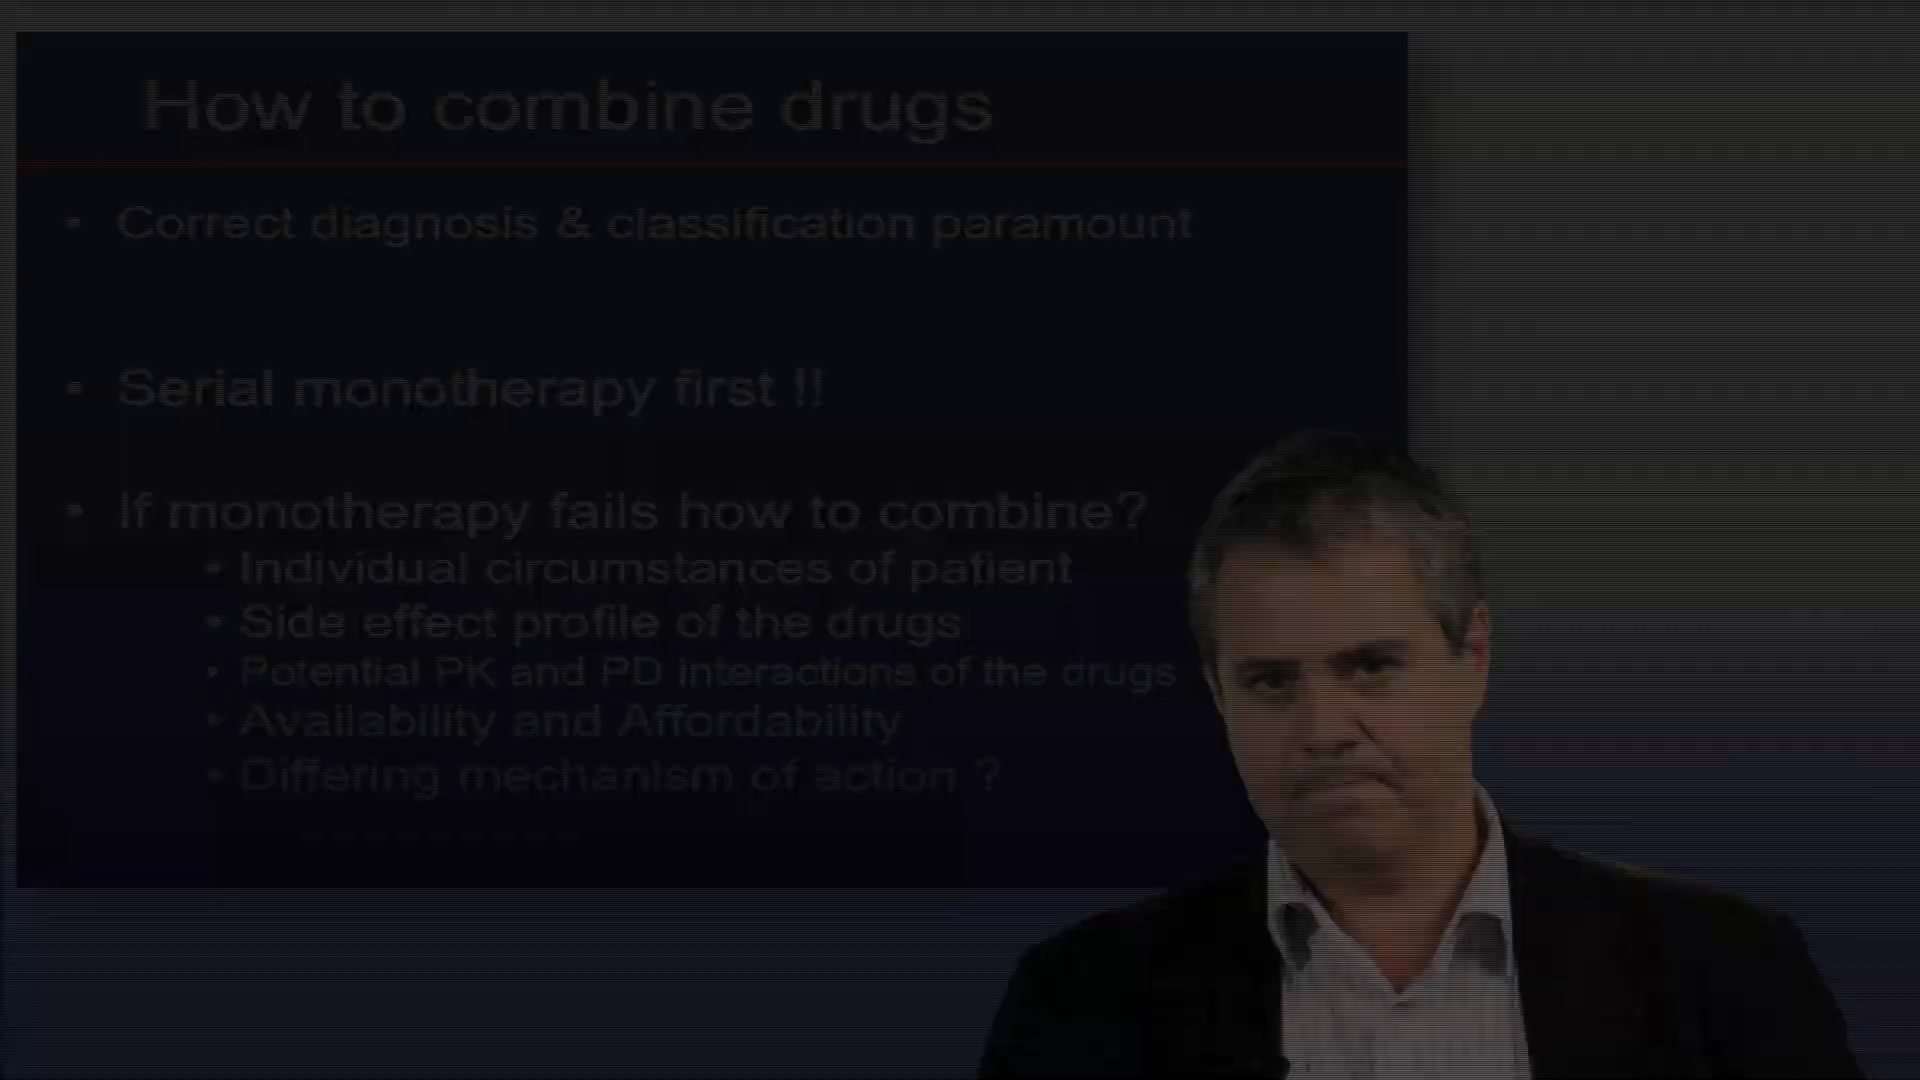 How to combine drugs
• Correct diagnosis & classification paramount
• Serial monotherapy first !!
• If monotherapy fails how to combine?
• Individual circumstances of patient
• Side effect profile of the drugs
• Potential PK and PD interactions of the drugs
• Availability and Affordability
• Differing mechanism of action ?